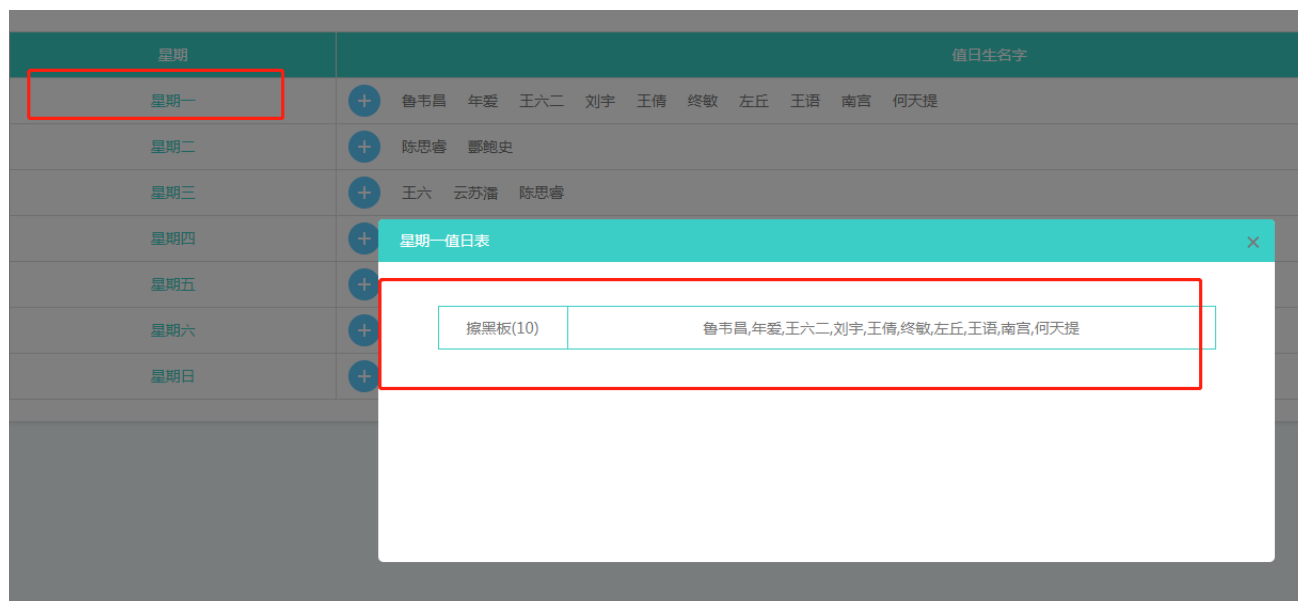 星期 值日生名字
星期一 鲁韦昌 年爱 王六二 刘宇 王倩 终敏 左丘 王语 南宫 何天提
星期二 陈思睿 酃鲍史
星期三 王六 云苏潘 陈思睿
星期四
星期五
星期六
星期日
星期一值日表
擦黑板(10) 鲁韦昌,年爱,王六二,刘宇,王倩,终敏,左丘,王语,南宫,何天提